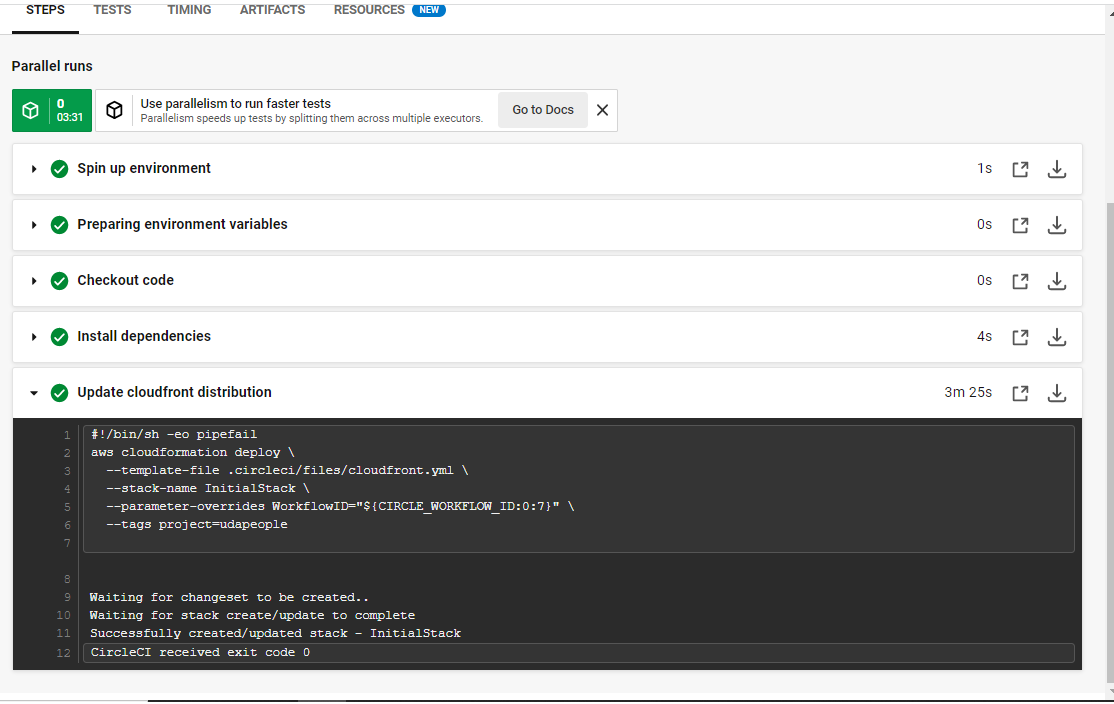 STEPS TESTS TIMING ARTIFACTS RESOURCES NEW
Parallel runs
0
03:31
Use parallelism to run faster tests
Parallelism speeds up tests by splitting them across multiple executors.
Go to Docs
Spin up environment 1s
Preparing environment variables 0s
Checkout code 0s
Install dependencies 4s
Update cloudfront distribution 3m 25s
1 #!/bin/sh -eo pipefail
2 aws cloudformation deploy \
3 --template-file .circleci/files/cloudfront.yml \
4 --stack-name InitialStack \
5 --parameter-overrides WorkflowID="${CIRCLE_WORKFLOW_ID:0:7}" \
6 --tags project=udapeople
7
8
9 Waiting for changeset to be created..
10 Waiting for stack create/update to complete
11 Successfully created/updated stack - InitialStack
12 CircleCI received exit code 0